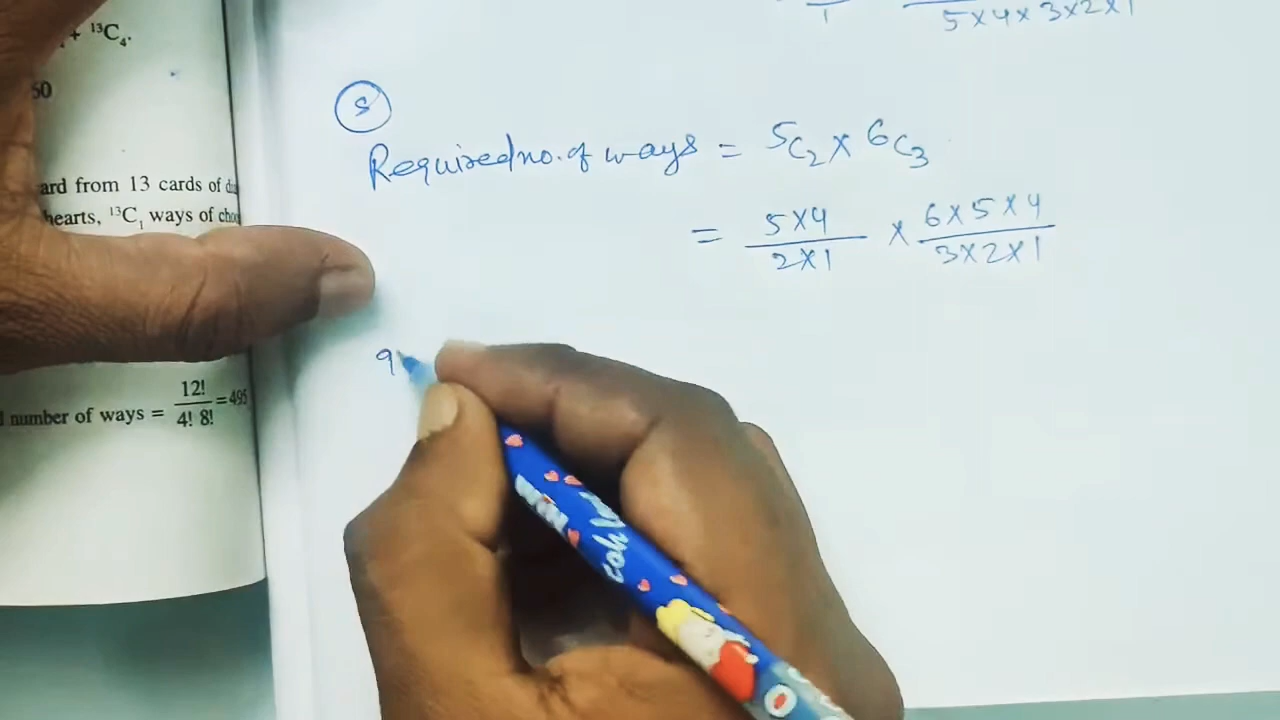 + ¹³C₄.
50
ard from 13 cards of
hearts, ¹³C₁ ways of
number of ways = 12!/4! 8! = 495
1
5×4×3×2×1
8
Required no. of ways = ⁵C₂ × ⁶C₃
= 5×4/2×1 × 6×5×4/3×2×1
9